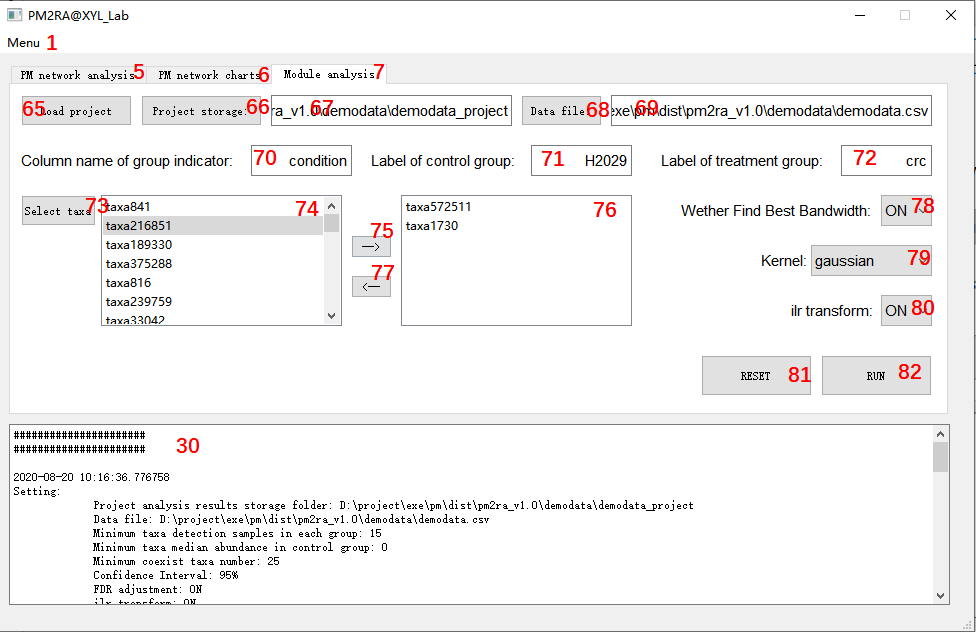 PM2RA@XYL_Lab
Menu 1
PM network analysis 5 PM network charts 6 Module analysis 7
65 Load project Project storage: 66 ra_v1.0\demodata\demodata_project 67 Data file 68 exe\pm\dist\pm2ra_v1.0\demodata\demodata.csv 69
Column name of group indicator: 70 condition Label of control group: 71 H2029 Label of treatment group: 72 crc
Select taxa 73 taxa841 74 taxa572511 76 Wether Find Best Bandwidth: ON 78
taxa216851 75 taxa1730
taxa189330 -->
taxa375288 77 Kernel: gaussian 79
taxa816 <--
taxa239759
taxa33042 ilr transform: ON 80
RESET 81 RUN 82
###################### 30
######################
2020-08-20 10:16:36.776758
Setting:
Project analysis results storage folder: D:\project\exe\pm\dist\pm2ra_v1.0\demodata\demodata_project
Data file: D:\project\exe\pm\dist\pm2ra_v1.0\demodata\demodata.csv
Minimum taxa detection samples in each group: 15
Minimum taxa median abundance in control group: 0
Minimum coexist taxa number: 25
Confidence Interval: 95%
FDR adjustment: ON
ilr transform: ON